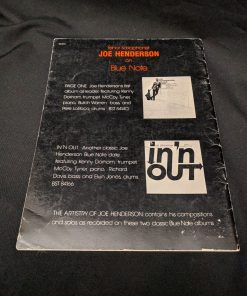 tenor saxophonist
JOE HENDERSON
on
Blue Note
PAGE ONE Joe Henderson's first
album as leader featuring Kenny
Dorham, trumpet, McCoy Tyner,
piano, Butch Warren, bass and
Pete LaRoca, drums. BST 84140
IN 'N OUT. Another classic Joe
Henderson Blue Note date,
featuring Kenny Dorham, trumpet,
McCoy Tyner, piano, Richard
Davis, bass and Elvin Jones, drums.
BST 84166
in 'n
out
THE ARTISTRY OF JOE HENDERSON contains his compositions
and solos as recorded on these two classic Blue Note albums.